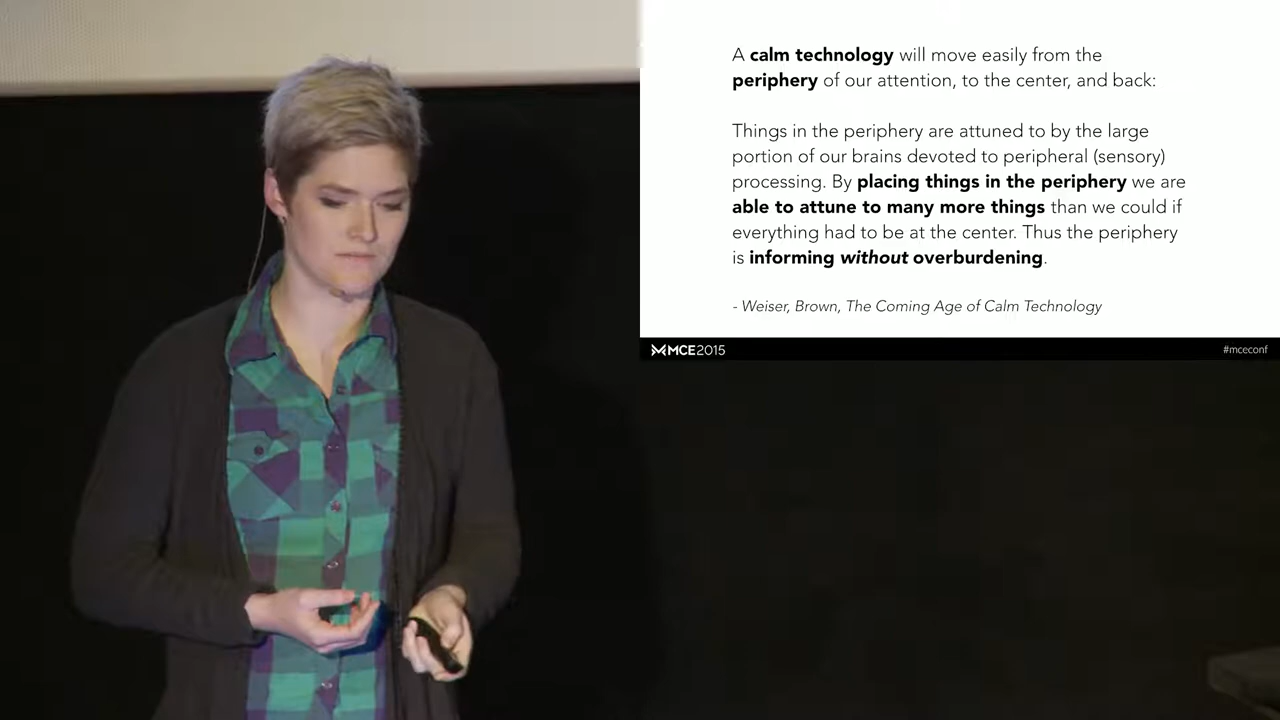 A calm technology will move easily from the
periphery of our attention, to the center, and back:
Things in the periphery are attuned to by the large
portion of our brains devoted to peripheral (sensory)
processing. By placing things in the periphery we are
able to attune to many more things than we could if
everything had to be at the center. Thus the periphery
is informing without overburdening.
- Weiser, Brown, The Coming Age of Calm Technology
MCE2015
#mceconf